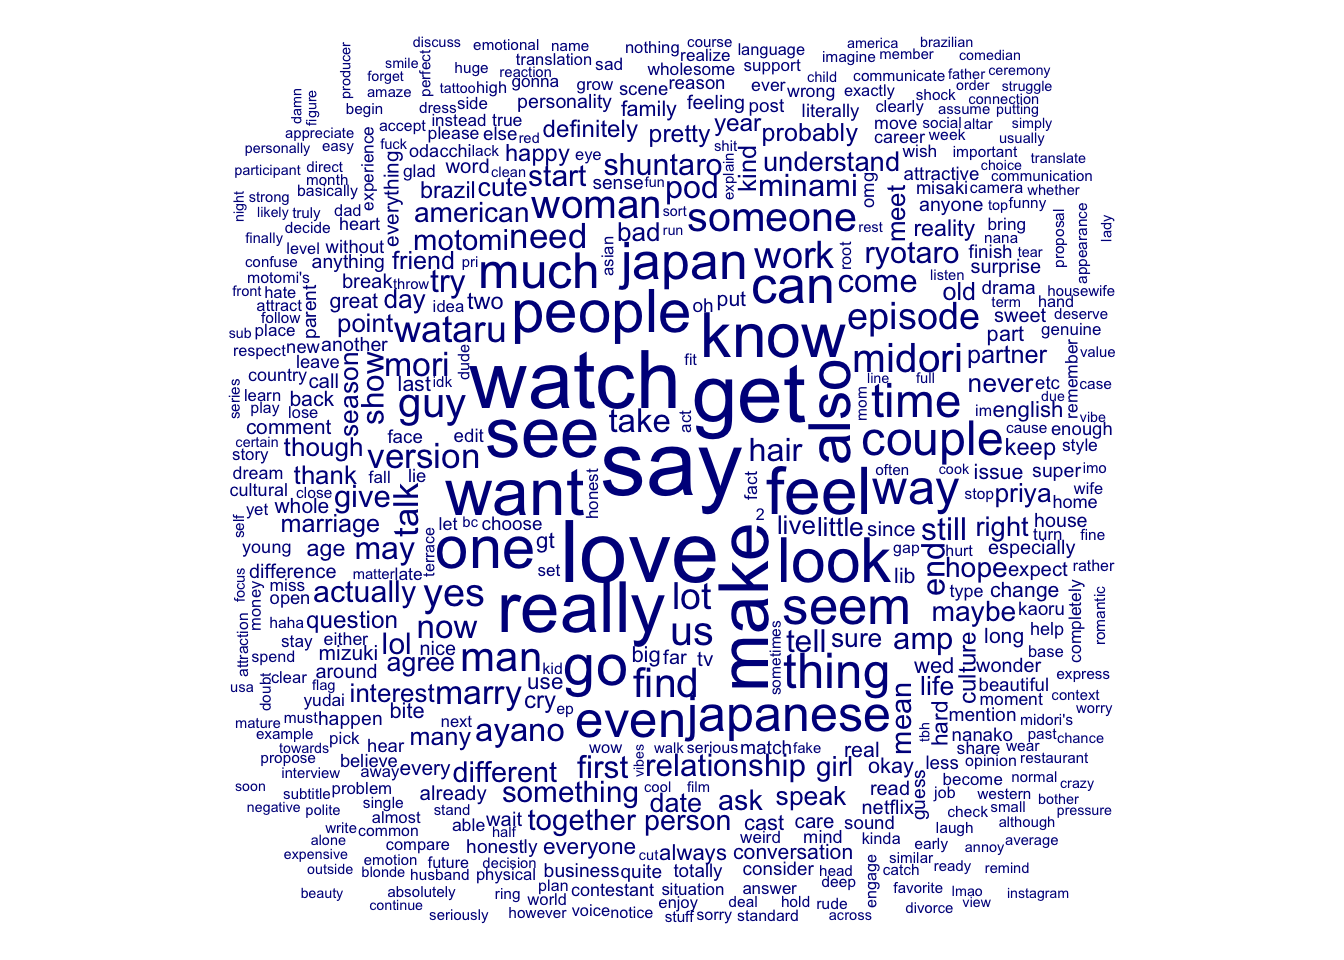 discuss emotional name nothing course language america brazilian
smile translation sad realize imagine member comedian
producer forget huge reaction wholesome support child communicate father ceremony
amaze perfect tattoo high gonna grow scene reason ever wrong exactly order struggle
damn figure begin dress side personality family feeling post literally clearly shock connection
appreciate accept instead true definitely pretty year probably move social assume putting
personally easy experience fuck please else red career week altar simply usually
participant direct everything odacchi lack happy eye shuntaro shit kind understand wish important translate
month glad word clean start sense fun pod explain minami omg attractive choice communication
night strong basically brazil cute woman sort someone meet misaki camera whether
likely truly dad american run rest anyone top funny
decide heart motomi need bad japan work root ryotaro reality bring nana proposal appearance lady
finally level without friend pri much asian can come listen finish tear
confuse anything break throw try people oh put old surprise drama housewife
motomi's front hate parent great day idea two know episode term hand
attract follow point wataru sweet deserve
sub place another part genuine
respect new mori dude watch fit get also midori partner remember value
leave season show line full
country call last idk guy take act mom time never etc due case
series learn back im english
play lose comment face edit see say hair couple cause enough vibe
certain though version keep style
story thank fall lie want honest fact feel way often cook issue super imo
dream close talk stop priya wife
cultural whole give home
yet marriage let bc choose 2 live little since still right house
self young age may one gt love make look gap hurt especially turn fine
difference matter late terrace set lib end hope expect rather
focus money miss open actually yes really lot seem type change completely romantic
haha question now us maybe kaoru
attraction stay either lol nice sometimes tell sure amp culture long help
mizuki agree man kid go big far tv thing wed wonder base
spend around use find life express
usa doubt clear flag interest marry cry ep even japanese mean hard beautiful moment context
yudai bite mention midori's worry
mature must happen next many ayano tbh nanako past chance
example pick hear wow vibes walk serious match fake real share wear
towards believe away every different first relationship girl okay less opinion restaurant
propose interview problem already something date ask speak read guess become normal crazy
soon subtitle single stand cool film netflix job western bother
negative polite almost able wait together person cast care sound check small pressure
write common half weird mind kinda laugh although
alone compare honestly everyone cut always conversation early annoy average
expensive emotion future decision business quite totally consider head similar ready remind
outside blonde husband physical plan contestant situation answer deep engage catch
beauty absolutely ring world enjoy deal hold rude favorite lmao view instagram
continue seriously however voice notice stuff sorry standard across divorce